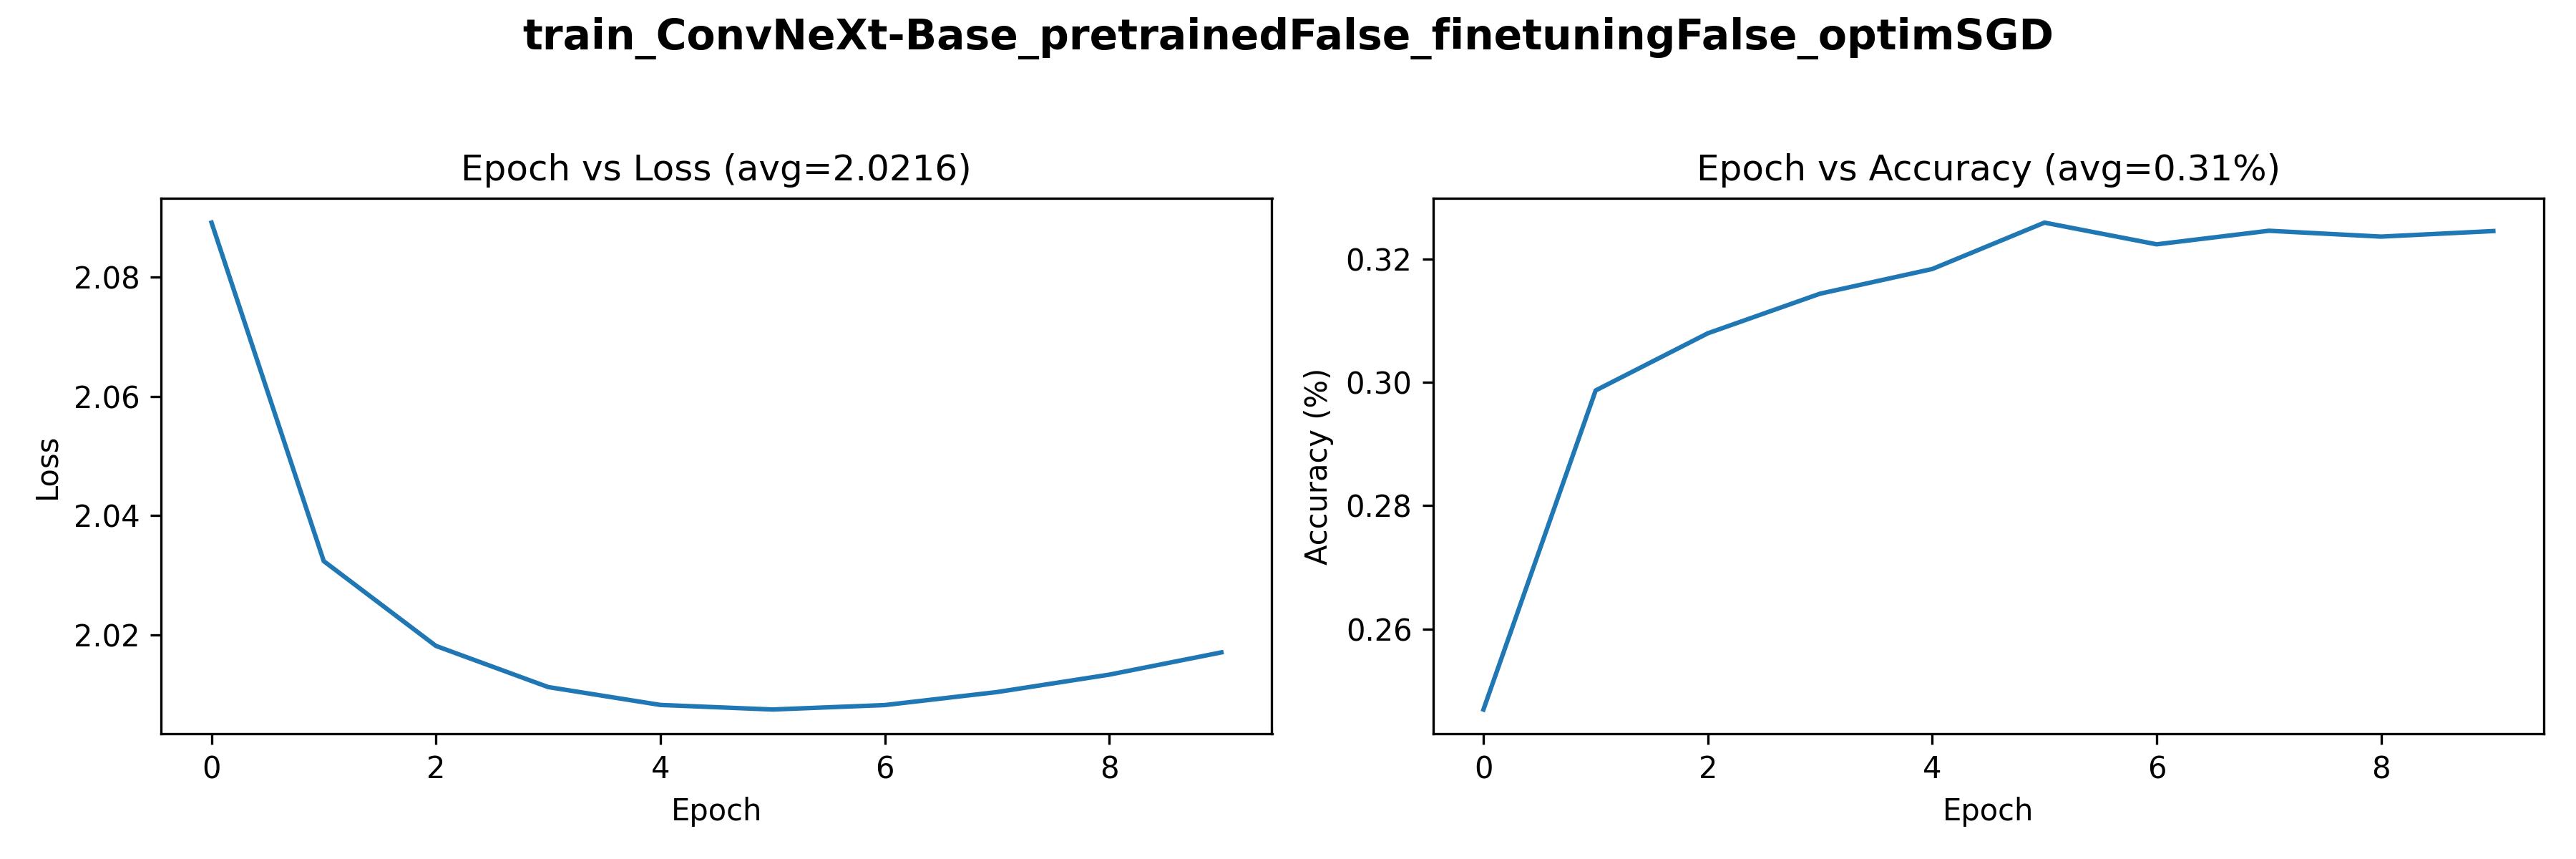 train_ConvNeXt-Base_pretrainedFalse_finetuningFalse_optimSGD
Epoch vs Loss (avg=2.0216)
2.08
2.06
2.04
2.02
Loss
0
2
4
6
8
Epoch
Epoch vs Accuracy (avg=0.31%)
0.32
0.30
0.28
0.26
Accuracy (%)
0
2
4
6
8
Epoch